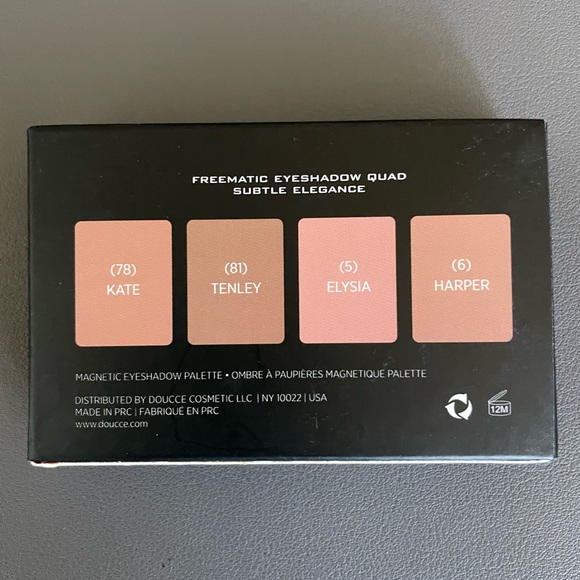 FREEMATIC EYESHADOW QUAD
SUBTLE ELEGANCE
(78)
KATE
(81)
TENLEY
(5)
ELYSIA
(6)
HARPER
MAGNETIC EYESHADOW PALETTE • OMBRE À PAUPIÈRES MAGNETIQUE PALETTE
DISTRIBUTED BY DOUCCE COSMETIC LLC | NY 10022 | USA
MADE IN PRC | FABRIQUÉ EN PRC
www.doucce.com
12M